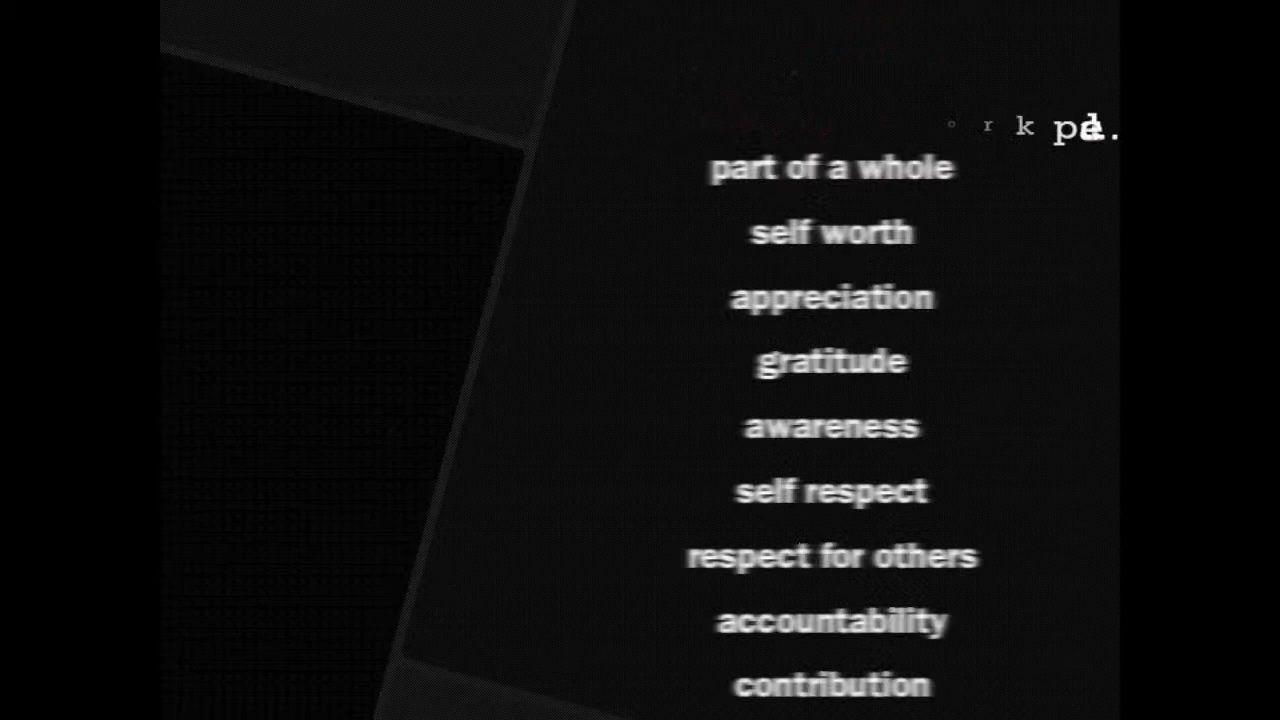 part of a whole
self worth
appreciation
gratitude
awareness
self respect
respect for others
accountability
contribution